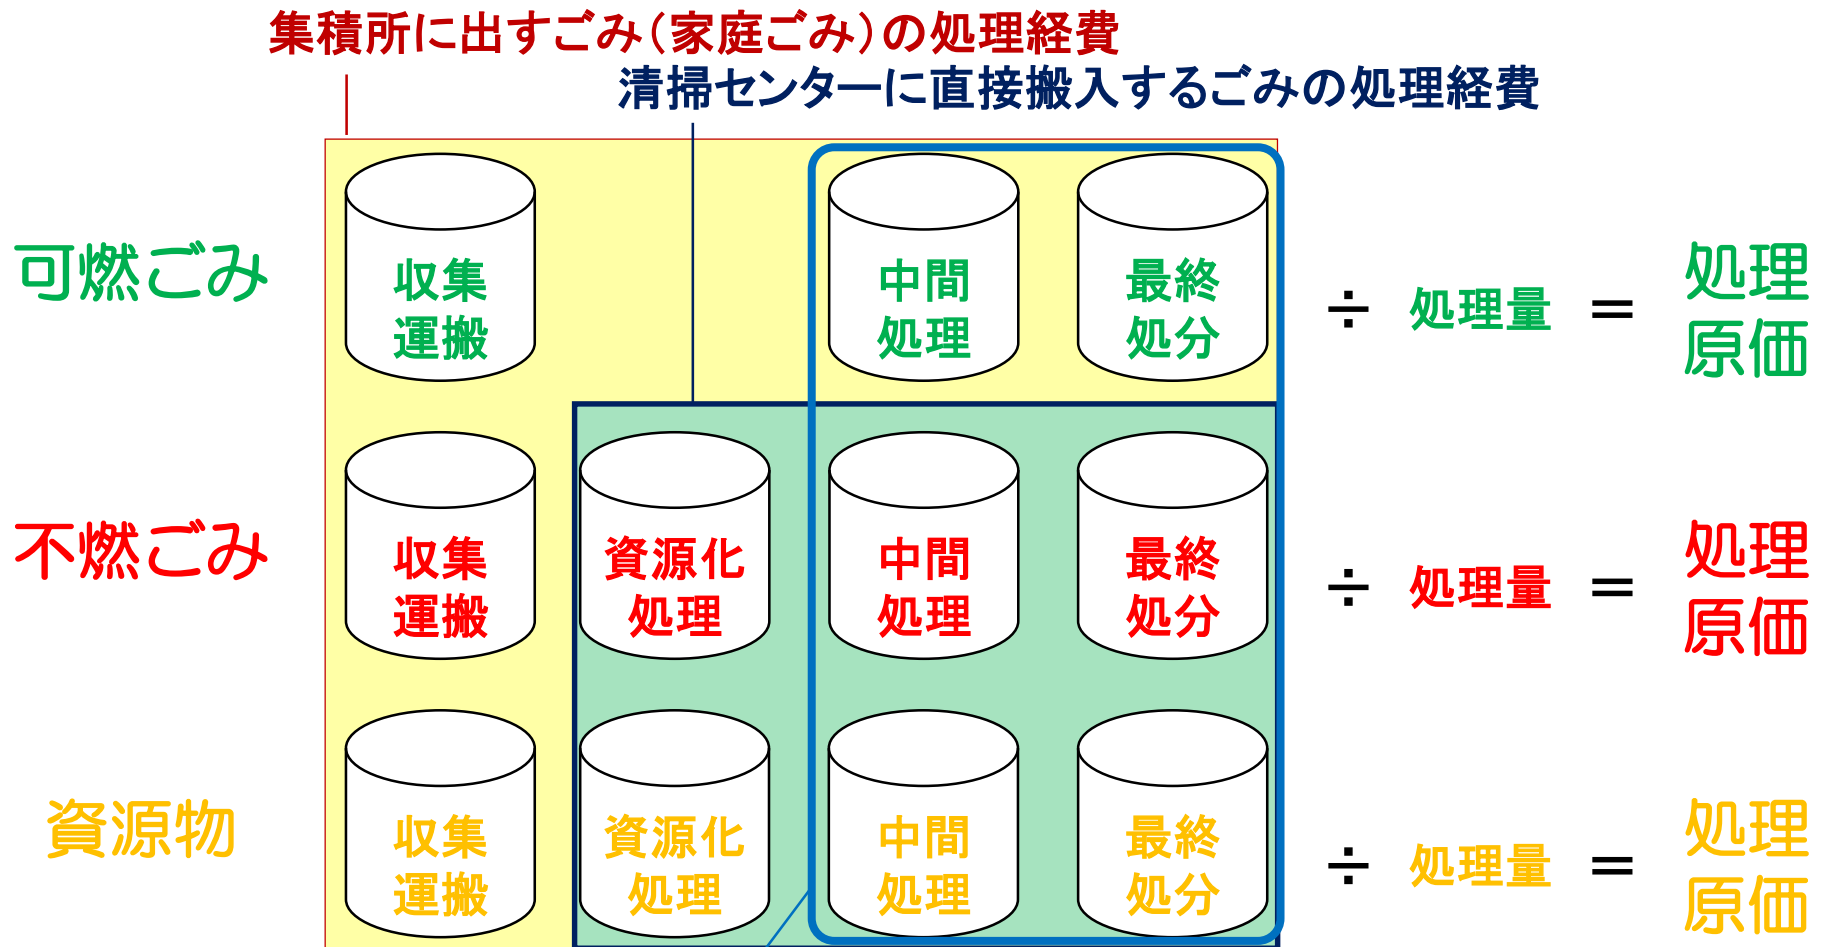 集積所に出すごみ（家庭ごみ）の処理経費
清掃センターに直接搬入するごみの処理経費
可燃ごみ
収集
運搬
中間
処理
最終
処分
÷ 処理量 ＝
処理
原価
不燃ごみ
収集
運搬
資源化
処理
中間
処理
最終
処分
÷ 処理量 ＝
処理
原価
資源物
収集
運搬
資源化
処理
中間
処理
最終
処分
÷ 処理量 ＝
処理
原価